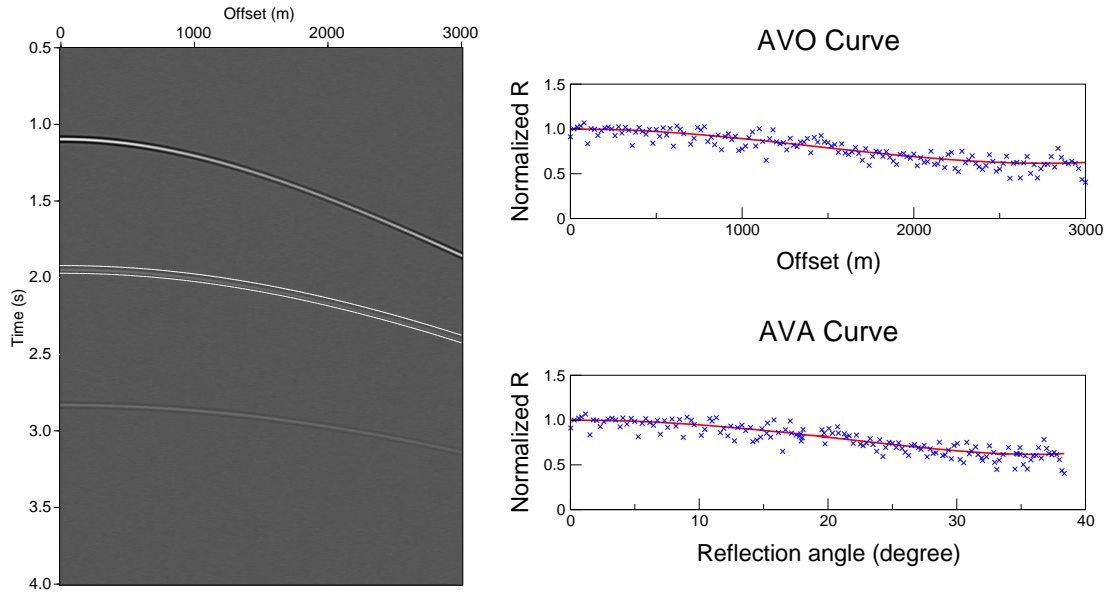 Offset (m)
0 1000 2000 3000
Time (s)
0.5
1.0
1.5
2.0
2.5
3.0
3.5
4.0
AVO Curve
Normalized R
1.5
1.0
0.5
0
0 1000 2000 3000
Offset (m)
AVA Curve
Normalized R
1.5
1.0
0.5
0
0 10 20 30 40
Reflection angle (degree)